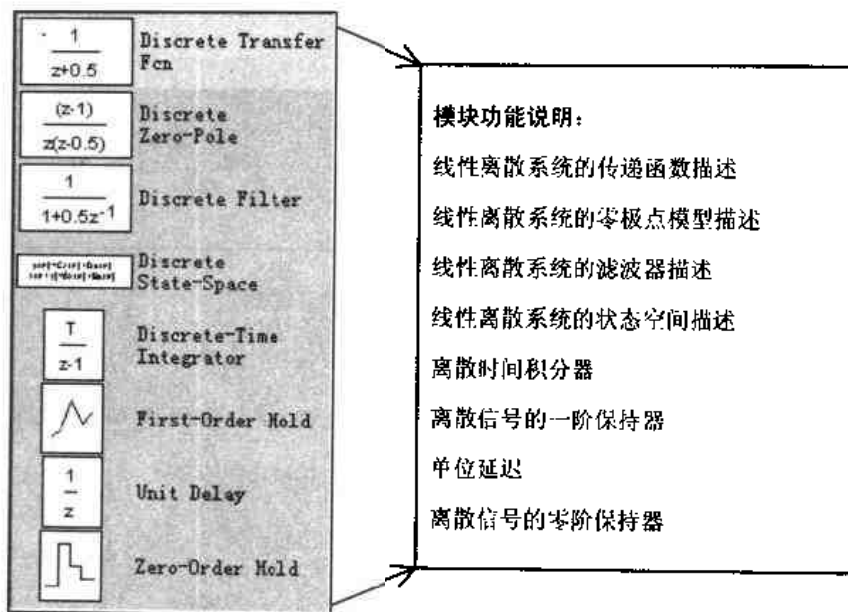 1
z+0.5
Discrete Transfer
Fcn
(z-1)
z(z-0.5)
Discrete
Zero-Pole
1
1+0.5z⁻¹
Discrete Filter
Discrete
State-Space
T
z-1
Discrete-Time
Integrator
First-Order Hold
1
z
Unit Delay
Zero-Order Hold
模块功能说明：
线性离散系统的传递函数描述
线性离散系统的零极点模型描述
线性离散系统的滤波器描述
线性离散系统的状态空间描述
离散时间积分器
离散信号的一阶保持器
单位延迟
离散信号的零阶保持器